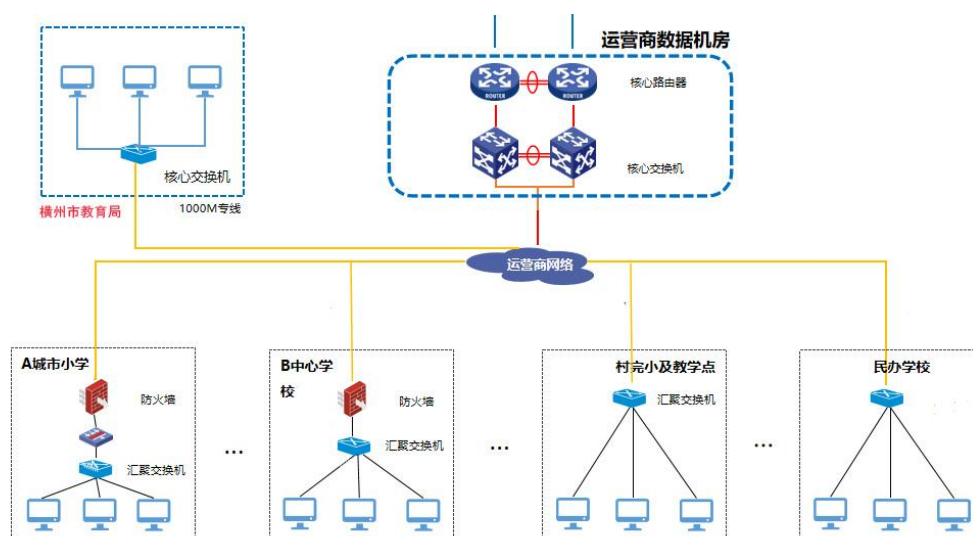 运营商数据机房
核心路由器
ROUTER
ROUTER
核心交换机
核心交换机
横州市教育局
1000M专线
运营商网络
A城市小学
防火墙
汇聚交换机
...
B中心学
校
防火墙
汇聚交换机
...
村完小及教学点
汇聚交换机
...
民办学校